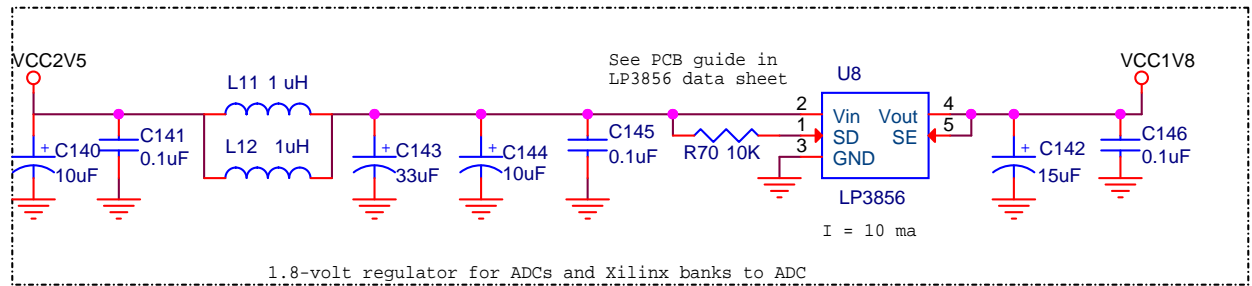 VCC2V5
L11 1 uH
See PCB guide in
LP3856 data sheet
U8
VCC1V8
C141
0.1uF
+
C140
10uF
L12 1uH
+
C143
33uF
+
C144
10uF
C145
0.1uF
R70 10K
2
1
3
Vin
SD
GND
Vout
SE
4
5
LP3856
I = 10 ma
+
C142
15uF
C146
0.1uF
1.8-volt regulator for ADCs and Xilinx banks to ADC